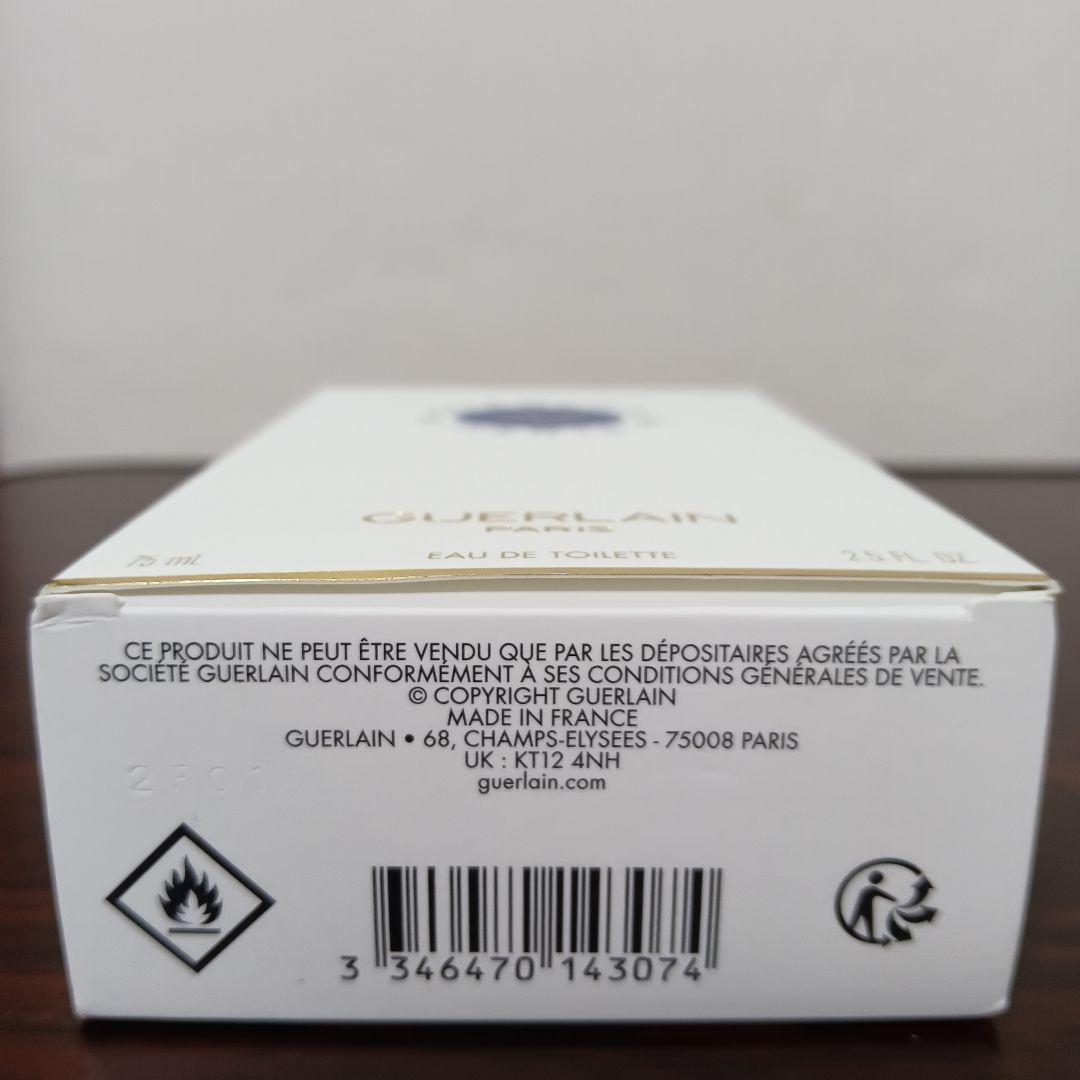 GUERLAIN
PARIS
75 ml EAU DE TOILETTE 2.5 FL. OZ
CE PRODUIT NE PEUT ÊTRE VENDU QUE PAR LES DÉPOSITAIRES AGRÉÉS PAR LA
SOCIÉTÉ GUERLAIN CONFORMÉMENT À SES CONDITIONS GÉNÉRALES DE VENTE.
© COPYRIGHT GUERLAIN
MADE IN FRANCE
GUERLAIN • 68, CHAMPS-ELYSEES - 75008 PARIS
UK : KT12 4NH
guerlain.com
3 346470 143074